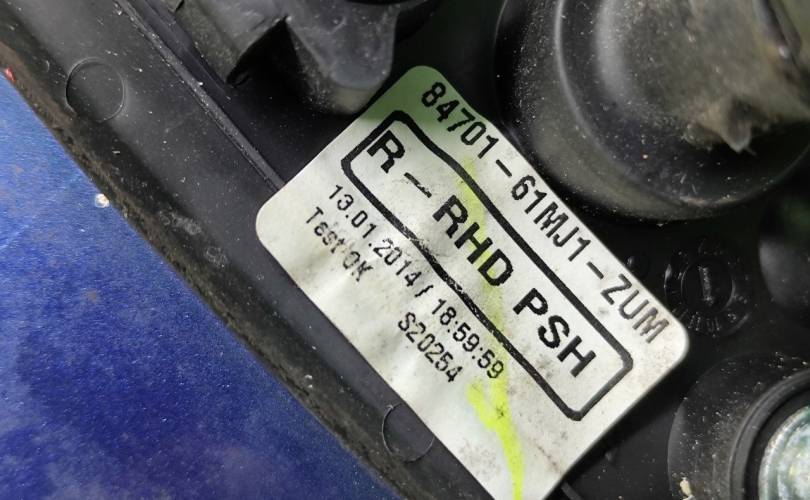 84701-61MJ1-ZUM
R-RHD PSH
13.01.2014 / 18:59:59
Test OK
S20254